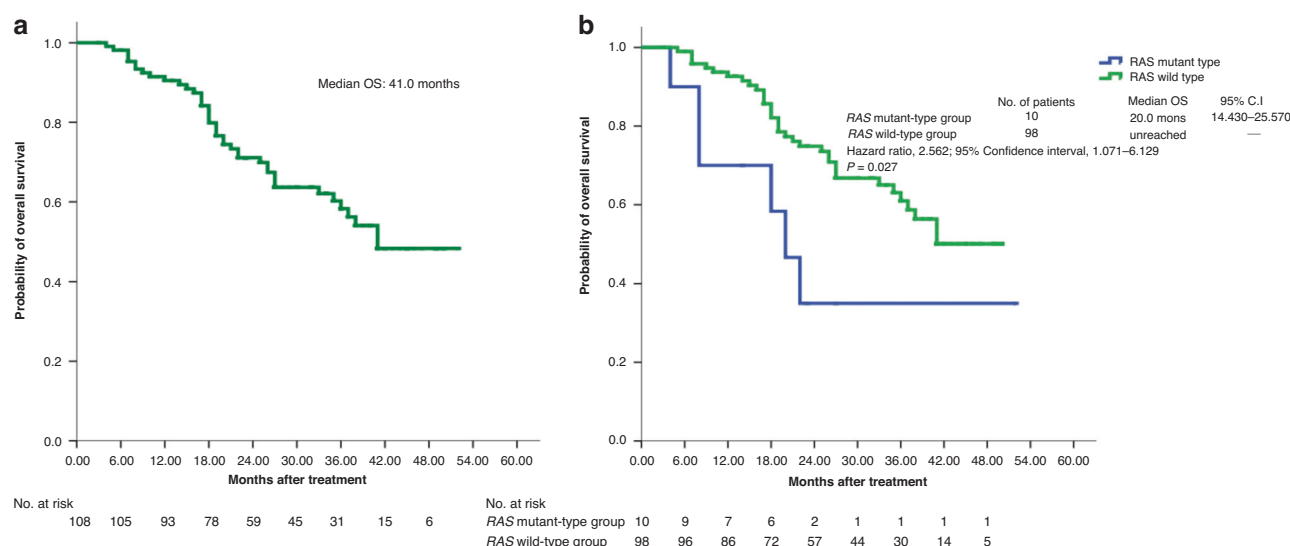 a
Probability of overall survival
1.0
0.8
0.6
0.4
0.2
0.0
Median OS: 41.0 months
0.00 6.00 12.00 18.00 24.00 30.00 36.00 42.00 48.00 54.00 60.00
Months after treatment
No. at risk
108 105 93 78 59 45 31 15 6
b
Probability of overall survival
1.0
0.8
0.6
0.4
0.2
0.0
RAS mutant type
RAS wild type
No. of patients Median OS 95% C.I
RAS mutant-type group 10 20.0 mons 14.430–25.570
RAS wild-type group 98 unreached —
Hazard ratio, 2.562; 95% Confidence interval, 1.071–6.129
P = 0.027
0.00 6.00 12.00 18.00 24.00 30.00 36.00 42.00 48.00 54.00 60.00
Months after treatment
No. at risk
RAS mutant-type group 10 9 7 6 2 1 1 1 1
RAS wild-type group 98 96 86 72 57 44 30 14 5